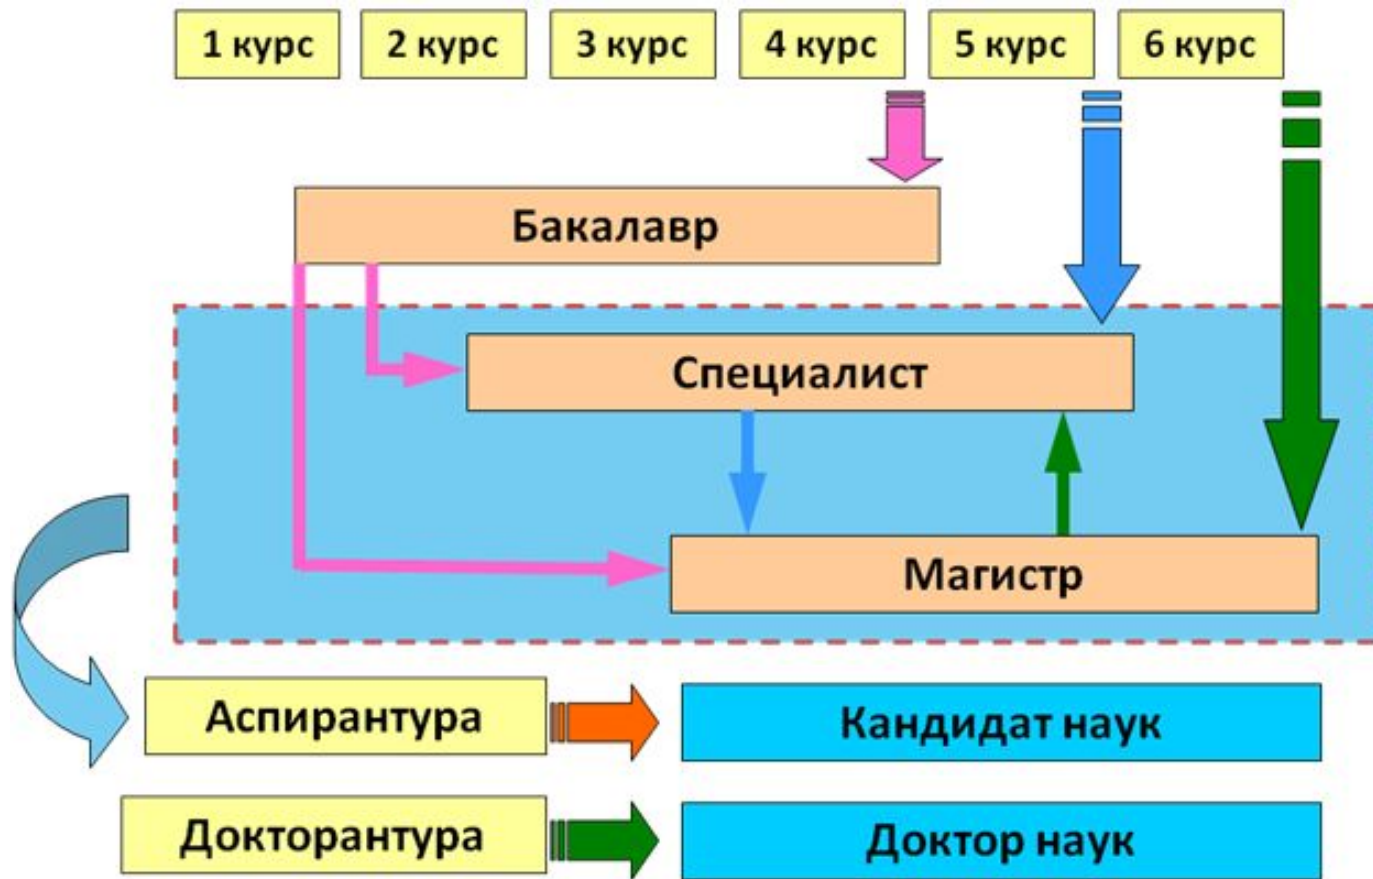 1 курс 2 курс 3 курс 4 курс 5 курс 6 курс
Бакалавр
Специалист
Магистр
Аспирантура Кандидат наук
Докторантура Доктор наук